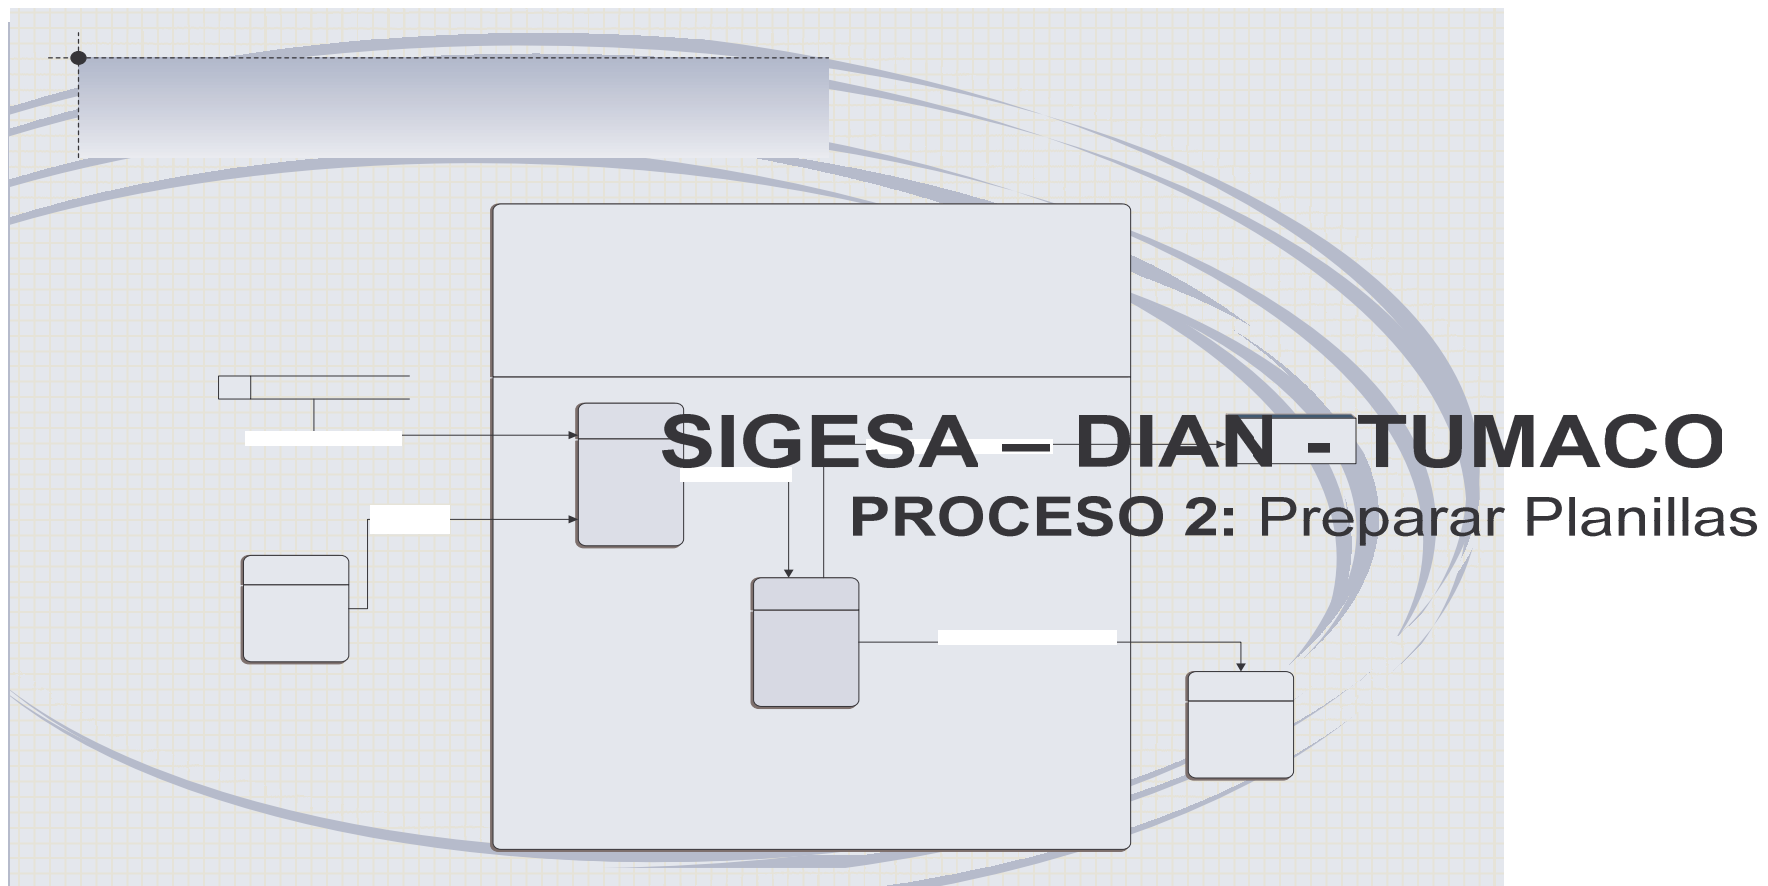 SIGESA – DIAN - TUMACO
PROCESO 2: Preparar Planillas